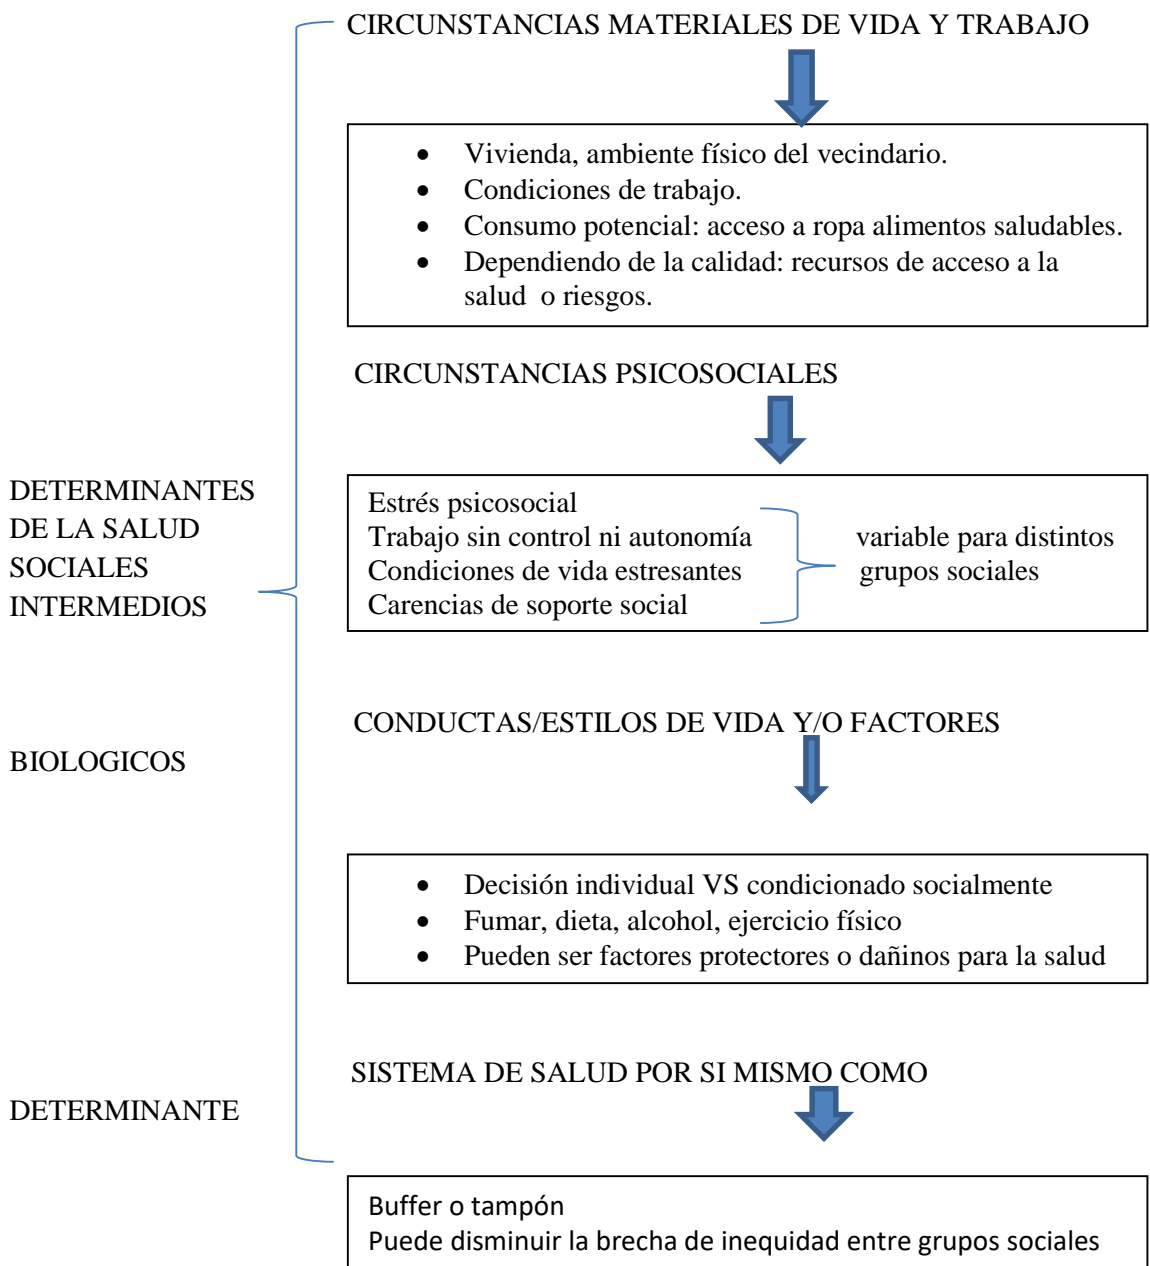 CIRCUNSTANCIAS MATERIALES DE VIDA Y TRABAJO
• Vivienda, ambiente físico del vecindario.
• Condiciones de trabajo.
• Consumo potencial: acceso a ropa alimentos saludables.
• Dependiendo de la calidad: recursos de acceso a la
salud o riesgos.
CIRCUNSTANCIAS PSICOSOCIALES
DETERMINANTES
DE LA SALUD
SOCIALES
INTERMEDIOS
Estrés psicosocial
Trabajo sin control ni autonomía
Condiciones de vida estresantes
Carencias de soporte social
variable para distintos
grupos sociales
CONDUCTAS/ESTILOS DE VIDA Y/O FACTORES
BIOLOGICOS
• Decisión individual VS condicionado socialmente
• Fumar, dieta, alcohol, ejercicio físico
• Pueden ser factores protectores o dañinos para la salud
SISTEMA DE SALUD POR SI MISMO COMO
DETERMINANTE
Buffer o tampón
Puede disminuir la brecha de inequidad entre grupos sociales